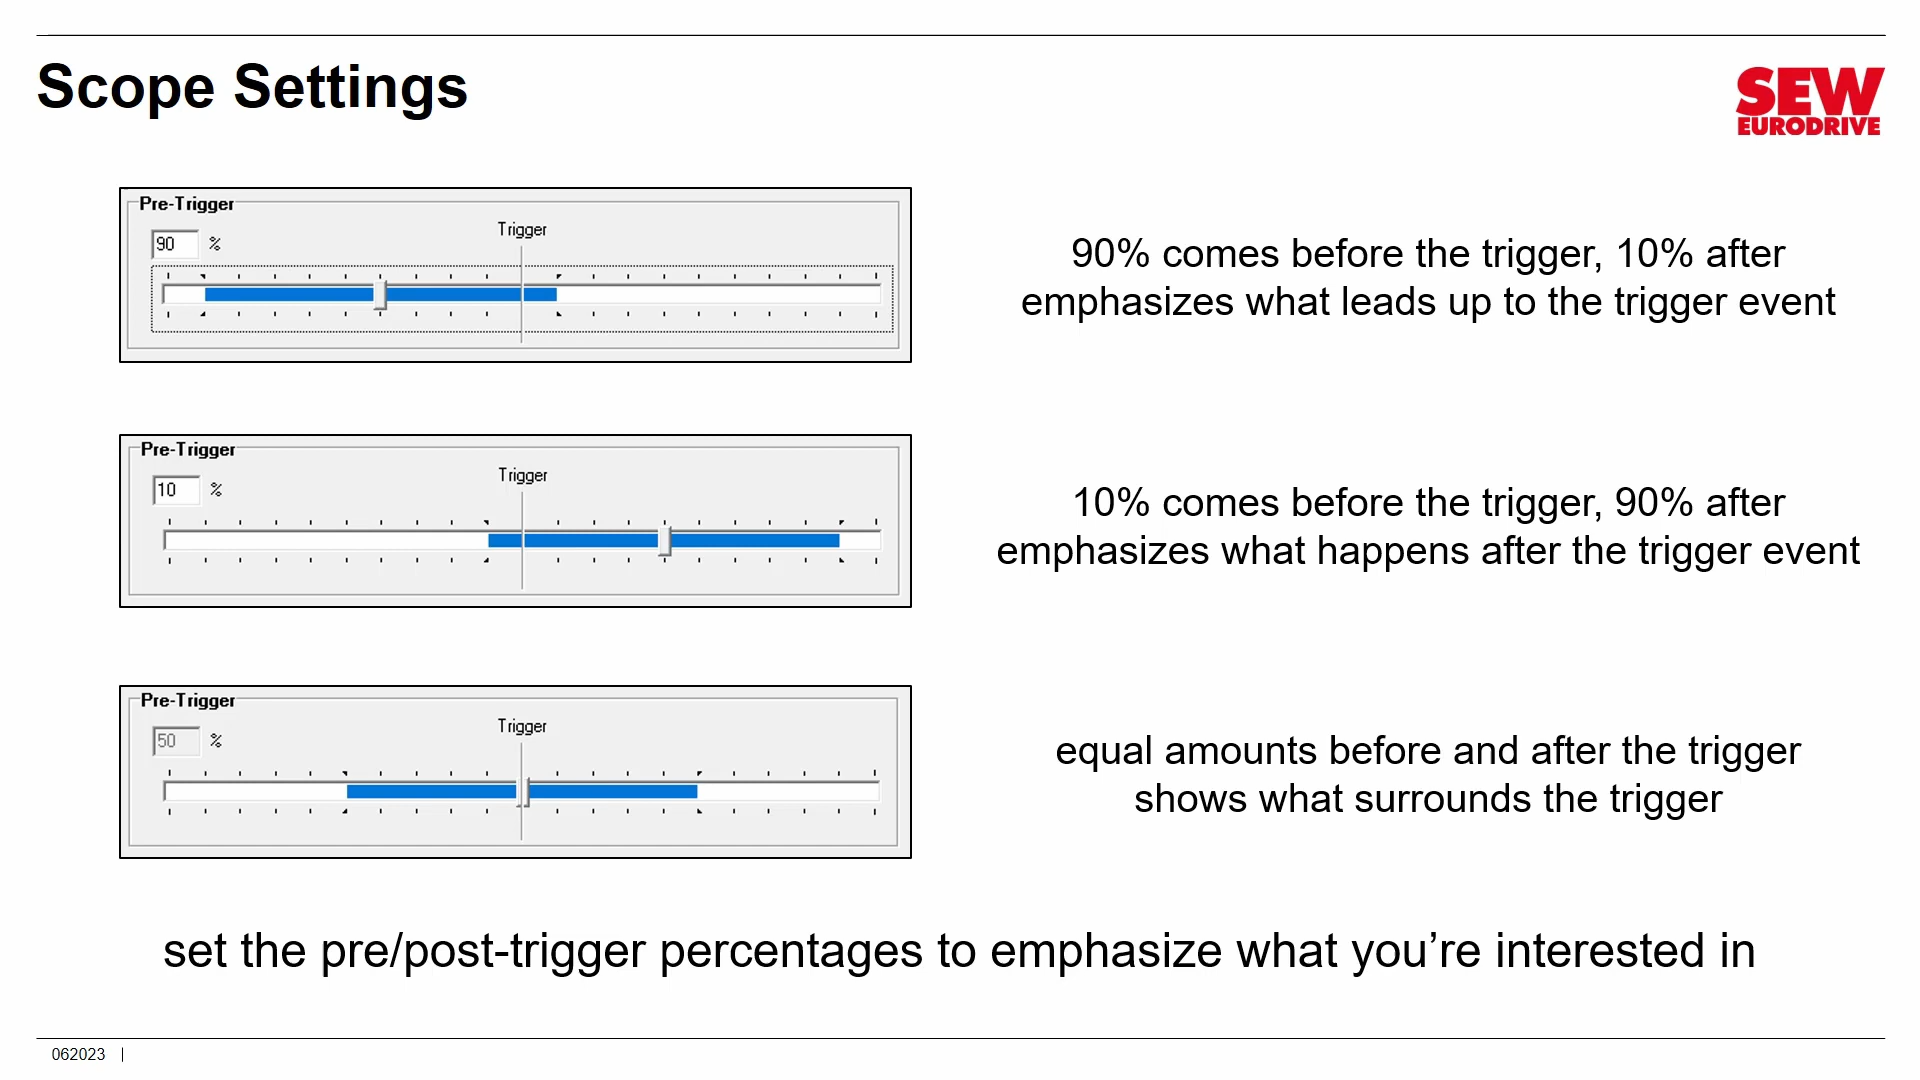 Scope Settings
SEW
EURODRIVE
Pre-Trigger
Trigger
90 %
90% comes before the trigger, 10% after
emphasizes what leads up to the trigger event
Pre-Trigger
Trigger
10 %
10% comes before the trigger, 90% after
emphasizes what happens after the trigger event
Pre-Trigger
Trigger
50 %
equal amounts before and after the trigger
shows what surrounds the trigger
set the pre/post-trigger percentages to emphasize what you’re interested in
062023 |